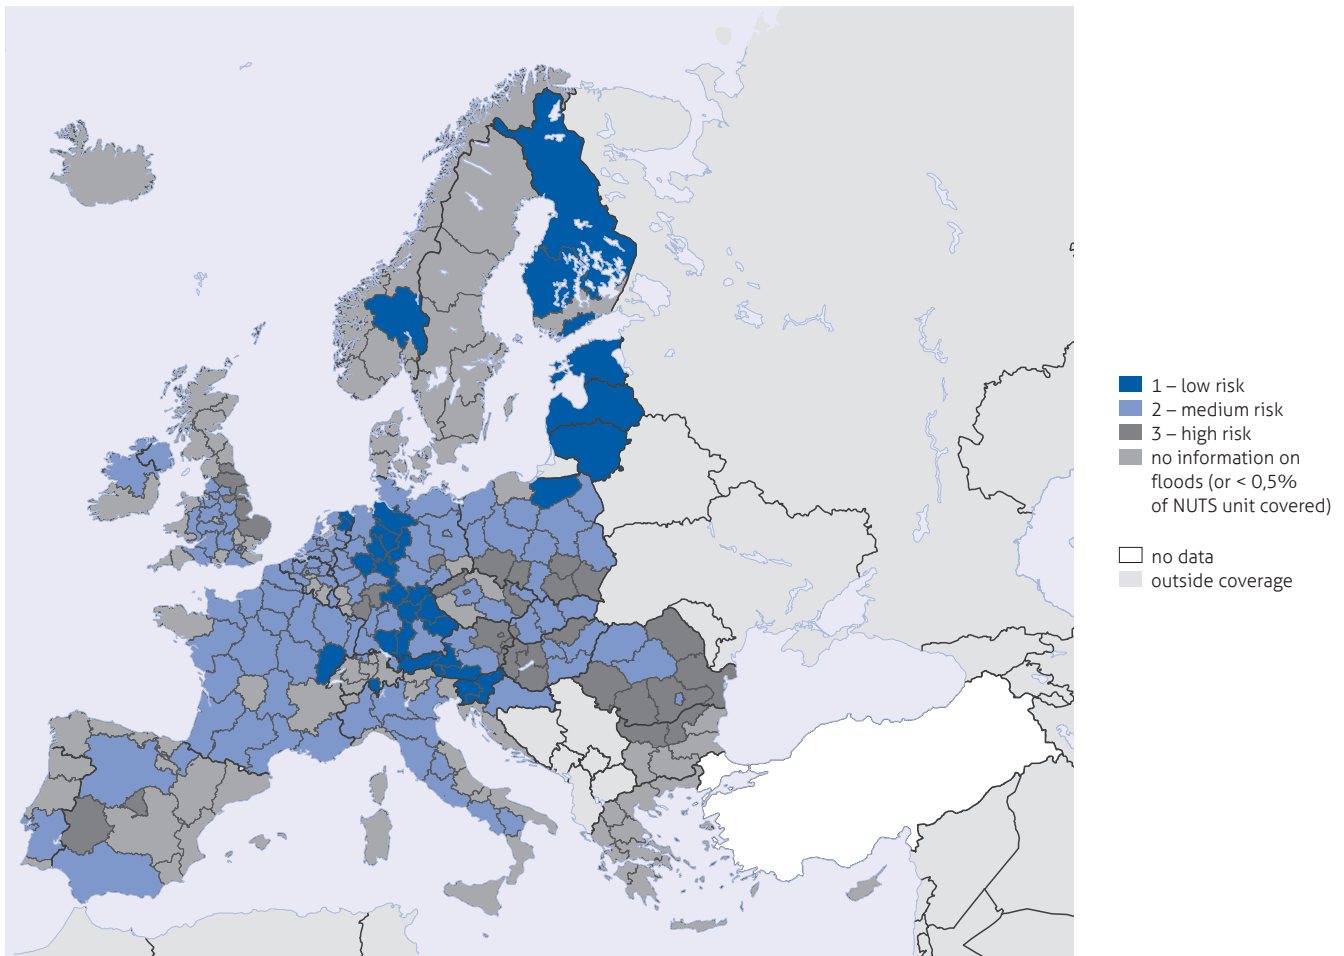 1 – low risk
2 – medium risk
3 – high risk
no information on
floods (or < 0,5%
of NUTS unit covered)
no data
outside coverage